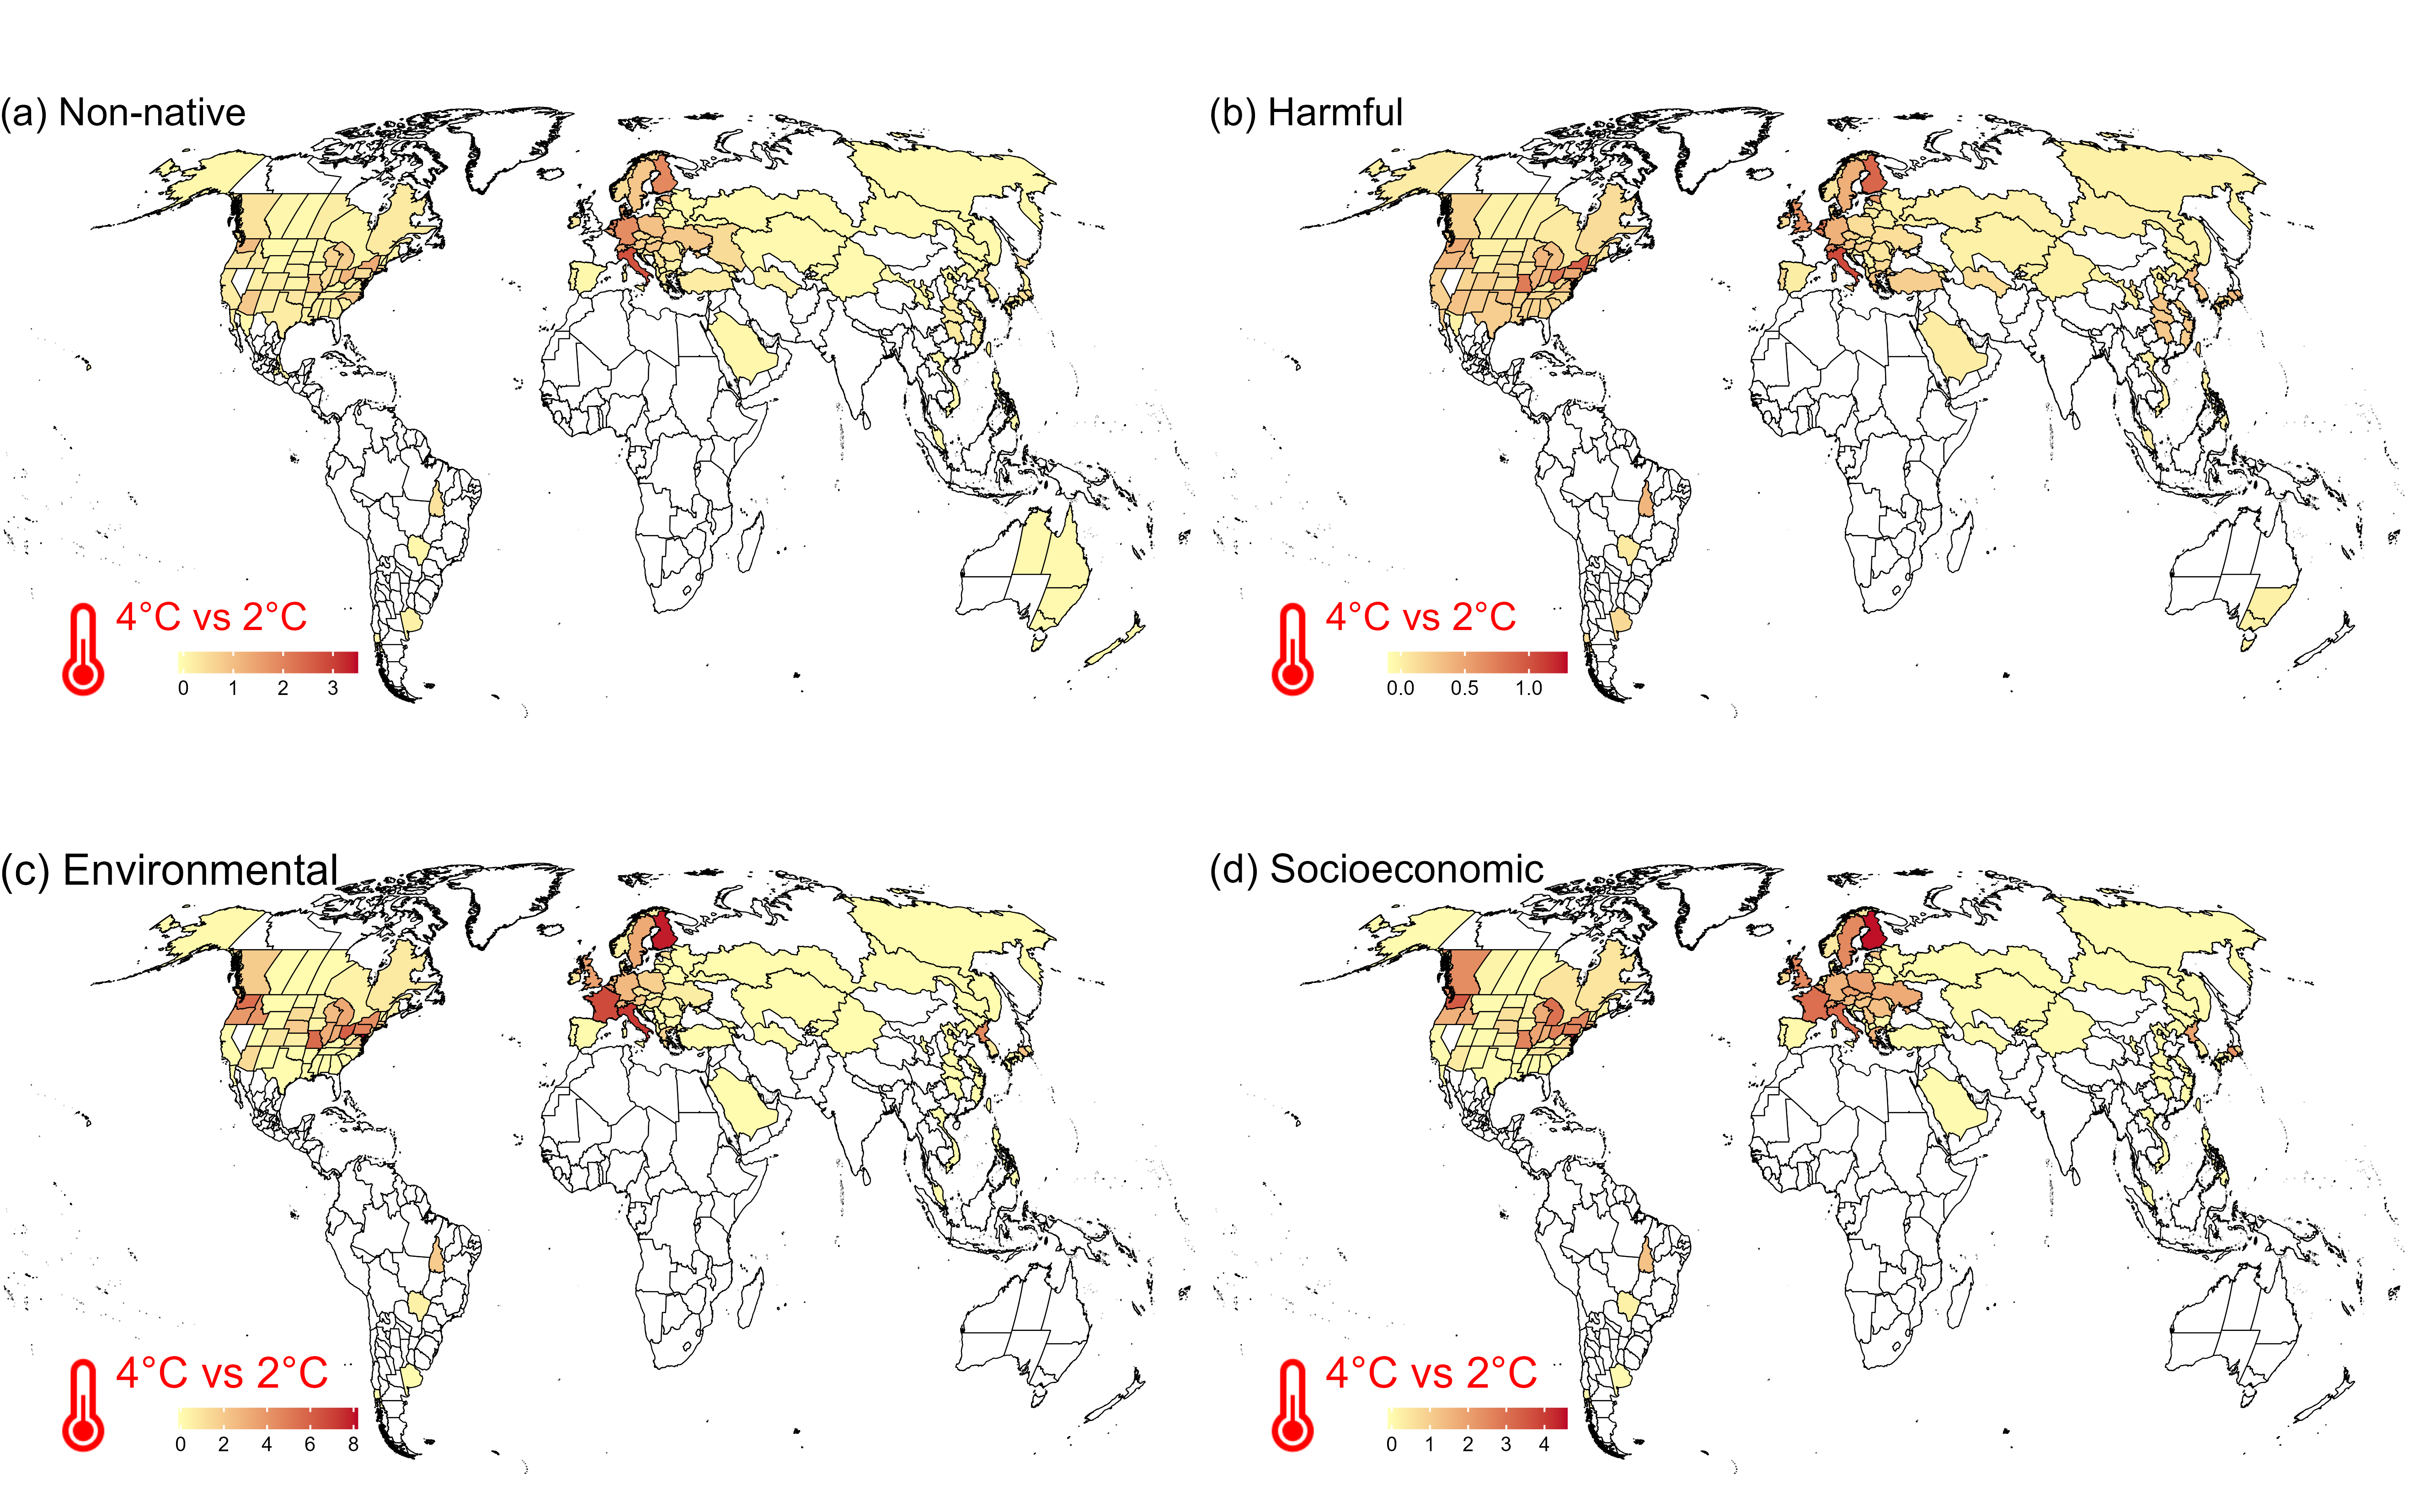 (a) Non-native
(b) Harmful
4°C vs 2°C
0 1 2 3
4°C vs 2°C
0.0 0.5 1.0
(c) Environmental
(d) Socioeconomic
4°C vs 2°C
0 2 4 6 8
4°C vs 2°C
0 1 2 3 4